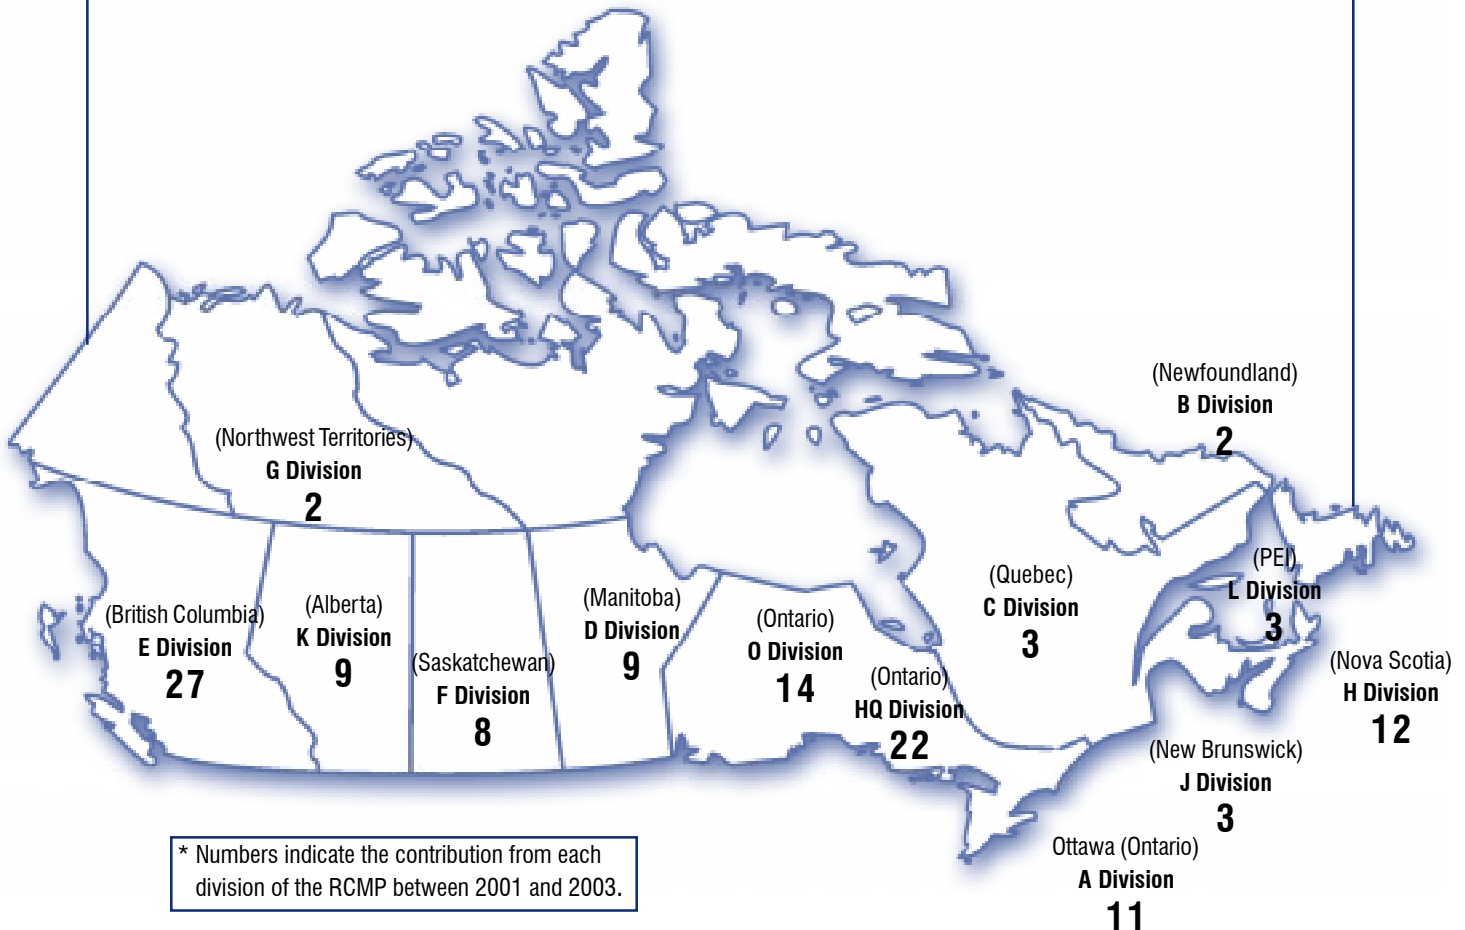 (Newfoundland)
B Division
2
(Northwest Territories)
G Division
2
(PEI)
L Division
3
(Quebec)
C Division
3
(British Columbia)
E Division
27
(Alberta)
K Division
9
(Saskatchewan)
F Division
8
(Manitoba)
D Division
9
(Ontario)
O Division
14
(Ontario)
HQ Division
22
(Nova Scotia)
H Division
12
(New Brunswick)
J Division
3
Ottawa (Ontario)
A Division
11
* Numbers indicate the contribution from each
division of the RCMP between 2001 and 2003.